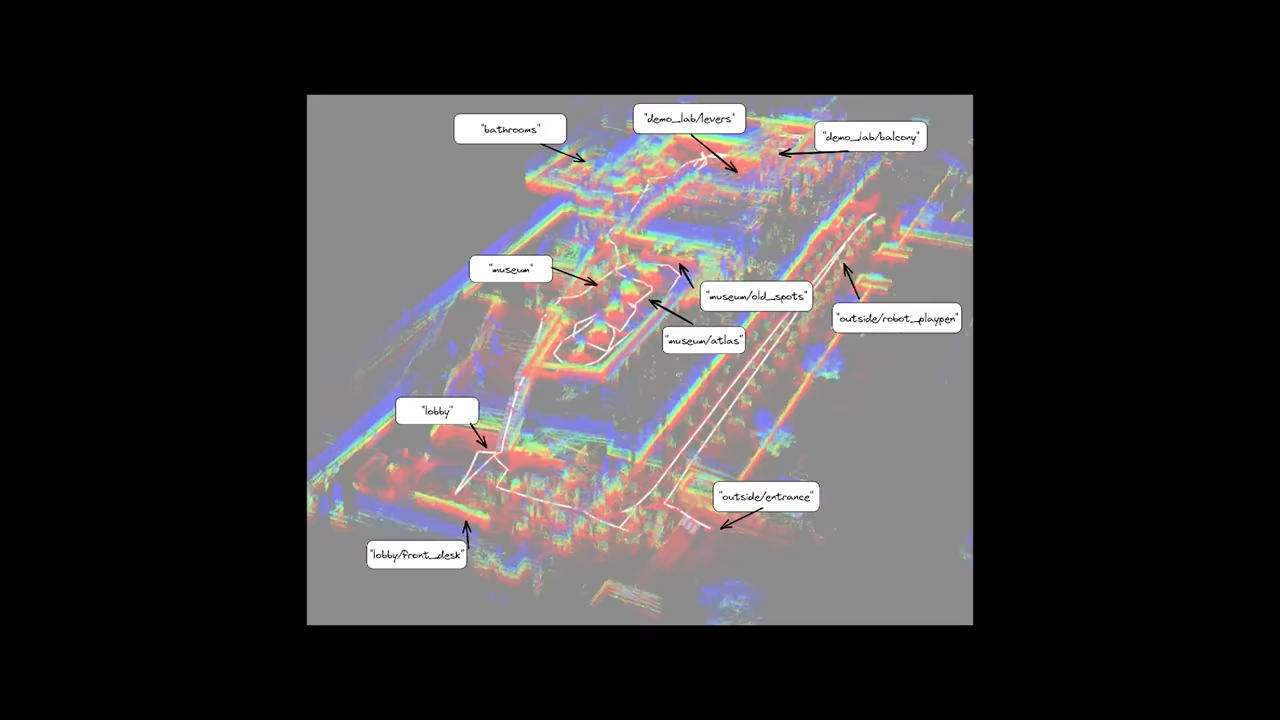 "bathrooms"
"demo_lab/levers"
"demo_lab/balcony"
"museum"
"museum/old_spots"
"outside/robot_playpen"
"museum/atlas"
"lobby"
"outside/entrance"
"lobby/front_desk"